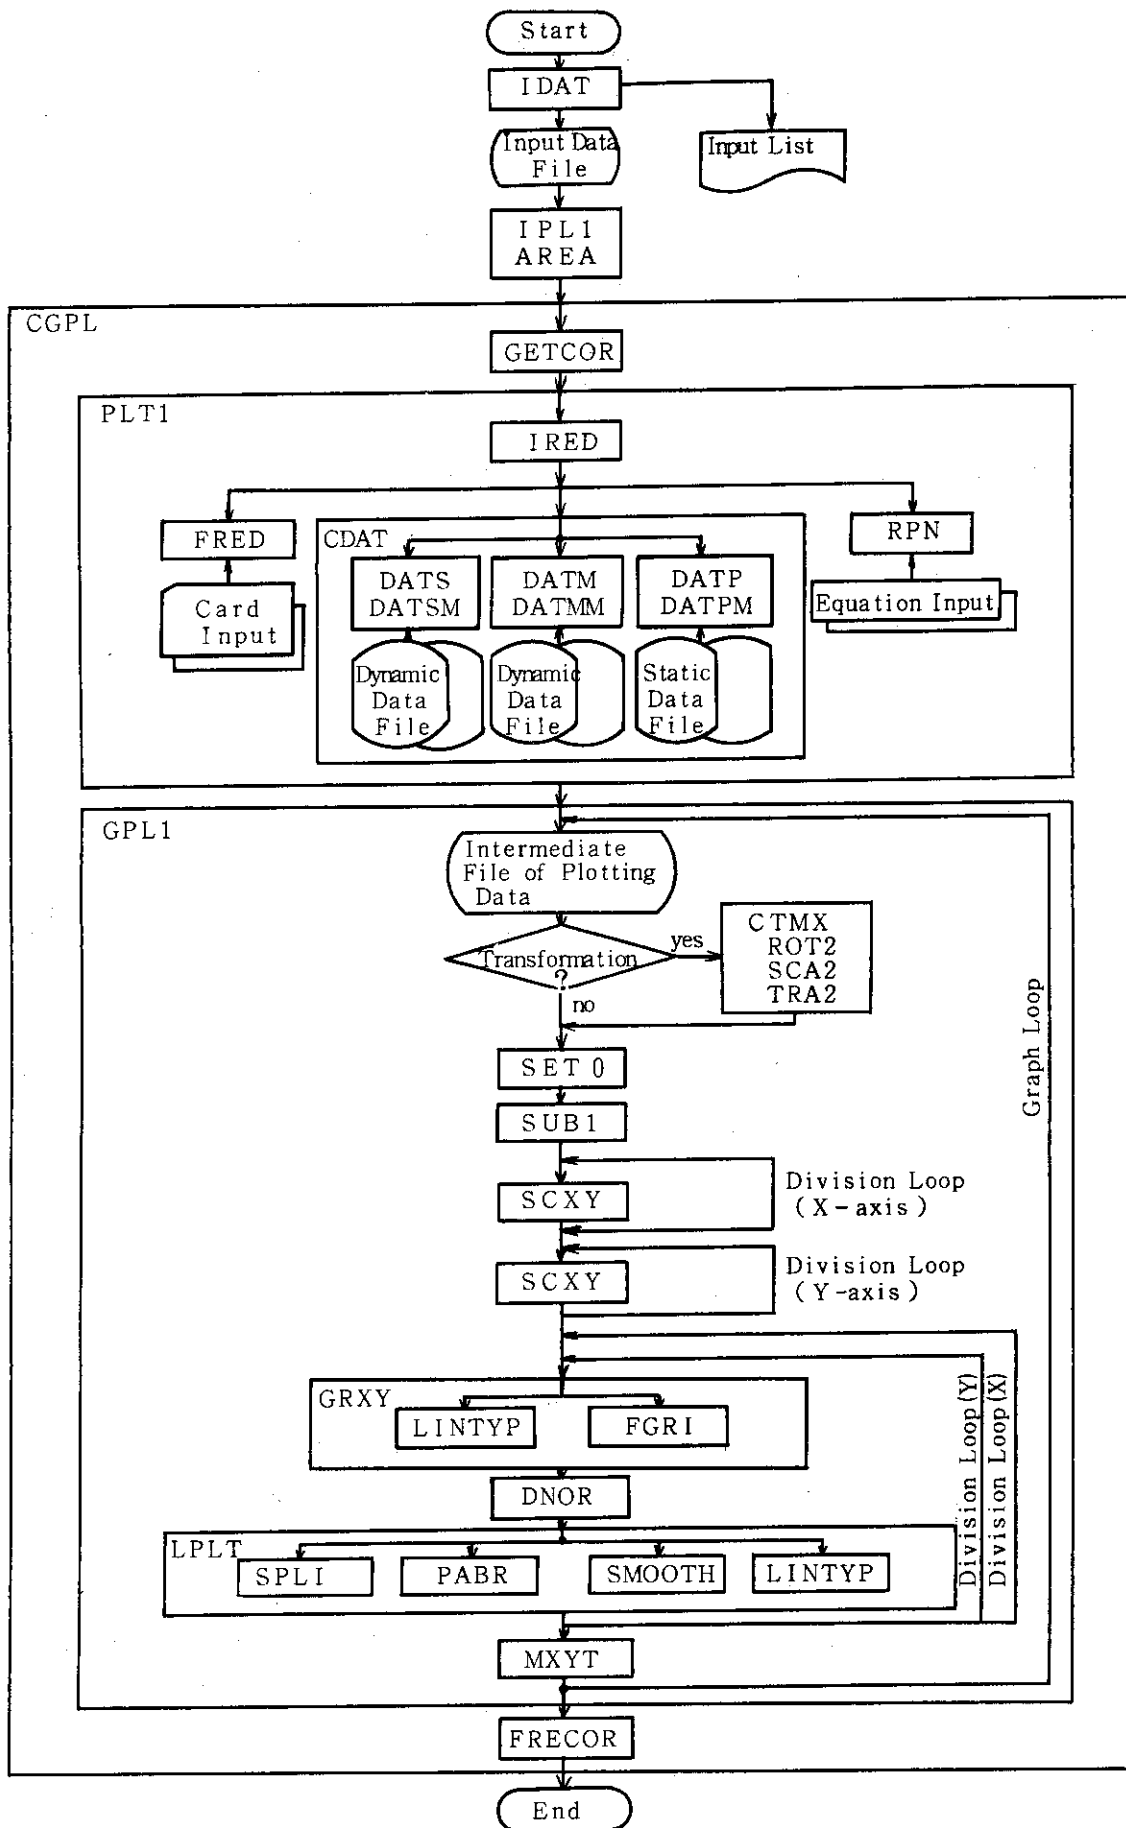 Start
IDAT
Input Data
File
Input List
IPL1
AREA
CGPL
GETCOR
PLT1
IRED
FRED
CDAT
RPN
DATS
DATSM
DATM
DATMM
DATP
DATPM
Card
Input
Equation Input
Dynamic
Data
File
Dynamic
Data
File
Static
Data
File
GPL1
Intermediate
File of Plotting
Data
Transformation
?
yes
no
CTMX
ROT2
SCA2
TRA2
Graph Loop
SET 0
SUB1
SCXY
Division Loop
(X-axis)
SCXY
Division Loop
(Y-axis)
GRXY
LINTYP
FGRI
Division Loop(Y)
Division Loop(X)
DNOR
LPLT
SPLI
PABR
SMOOTH
LINTYP
MXYT
FRECOR
End